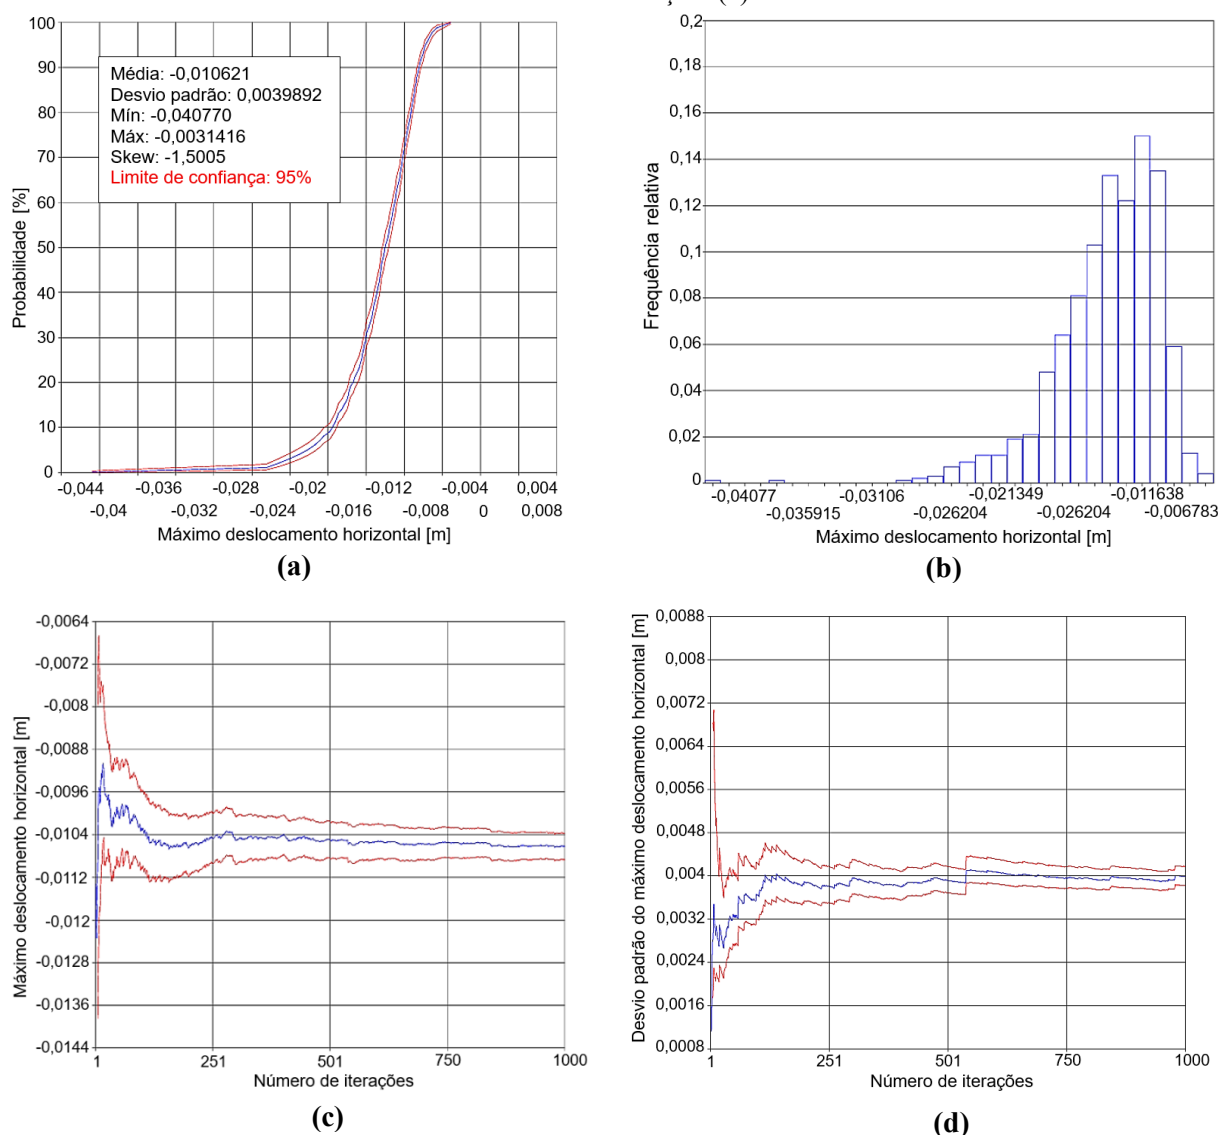 100
90
80
70
60
50
40
30
20
10
0
Probabilidade [%]
Média: -0,010621
Desvio padrão: 0,0039892
Mín: -0,040770
Máx: -0,0031416
Skew: -1,5005
Limite de confiança: 95%
-0,044 -0,036 -0,028 -0,02 -0,012 -0,004 0,004
-0,04 -0,032 -0,024 -0,016 -0,008 0 0,008
Máximo deslocamento horizontal [m]
(a)
0,2
0,18
0,16
0,14
0,12
0,1
0,08
0,06
0,04
0,02
0
Frequência relativa
-0,04077 -0,03106 -0,021349 -0,011638
-0,035915 -0,026204 -0,026204 -0,006783
Máximo deslocamento horizontal [m]
(b)
-0,0064
-0,0072
-0,008
-0,0088
-0,0096
-0,0104
-0,0112
-0,012
-0,0128
-0,0136
-0,0144
Máximo deslocamento horizontal [m]
1 251 501 750 1000
Número de iterações
(c)
0,0088
0,008
0,0072
0,0064
0,0056
0,0048
0,004
0,0032
0,0024
0,0016
0,0008
Desvio padrão do máximo deslocamento horizontal [m]
1 251 501 750 1000
Número de iterações
(d)